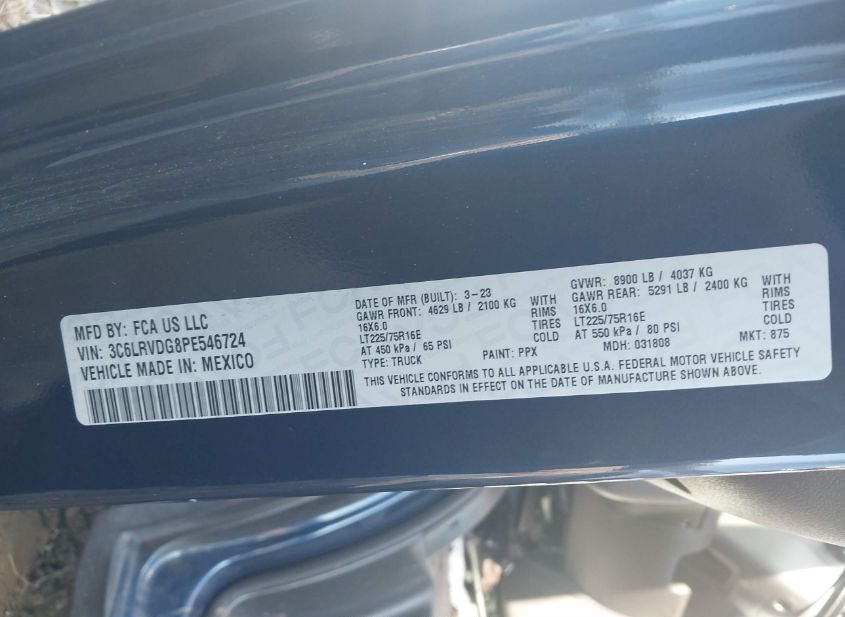 MFD BY: FCA US LLC
VIN: 3C6LRVDG8PE546724
VEHICLE MADE IN: MEXICO
DATE OF MFR (BUILT): 3-23
GAWR FRONT: 4629 LB / 2100 KG WITH
16X6.0 RIMS
LT225/75R16E TIRES
AT 450 kPa / 65 PSI COLD
TYPE: TRUCK PAINT: PPX
GVWR: 8900 LB / 4037 KG
GAWR REAR: 5291 LB / 2400 KG WITH
16X6.0 RIMS
LT225/75R16E TIRES
AT 550 kPa / 80 PSI COLD
MDH: 031808 MKT: 875
THIS VEHICLE CONFORMS TO ALL APPLICABLE U.S.A. FEDERAL MOTOR VEHICLE SAFETY
STANDARDS IN EFFECT ON THE DATE OF MANUFACTURE SHOWN ABOVE.